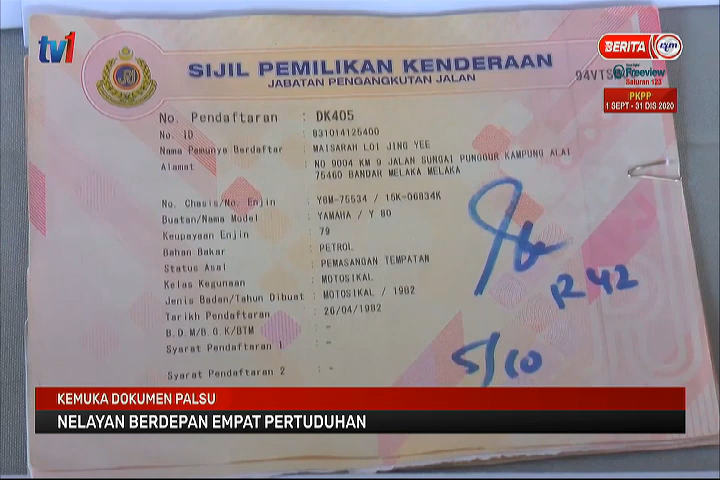 tv1
BERITA rtm
SIJIL PEMILIKAN KENDERAAN
JABATAN PENGANGKUTAN JALAN
94VTS
Freeview
Saluran 123
PKPP
1 SEPT - 31 DIS 2020
No. Pendaftaran : DK405
No. ID : 831014125400
Nama Pemunya Berdaftar : MAISARAH LOI JING YEE
Alamat : NO 9004 KM 9 JALAN SUNGAI PUNGGUR KAMPUNG ALAI
75460 BANDAR MELAKA MELAKA
No. Chasis/No. Enjin : Y8M-75534 / 15K-06834K
Buatan/Nama Model : YAMAHA / Y 80
Keupayaan Enjin : 79
Bahan Bakar : PETROL
Status Asal : PEMASANGAN TEMPATAN
Kelas Kegunaan : MOTOSIKAL
Jenis Badan/Tahun Dibuat : MOTOSIKAL / 1982
Tarikh Pendaftaran : 26/04/1982
B.D.M/B.G.K/BTM : -
Syarat Pendaftaran 1 : -
Syarat Pendaftaran 2 : -
R42
5/10
KEMUKA DOKUMEN PALSU
NELAYAN BERDEPAN EMPAT PERTUDUHAN